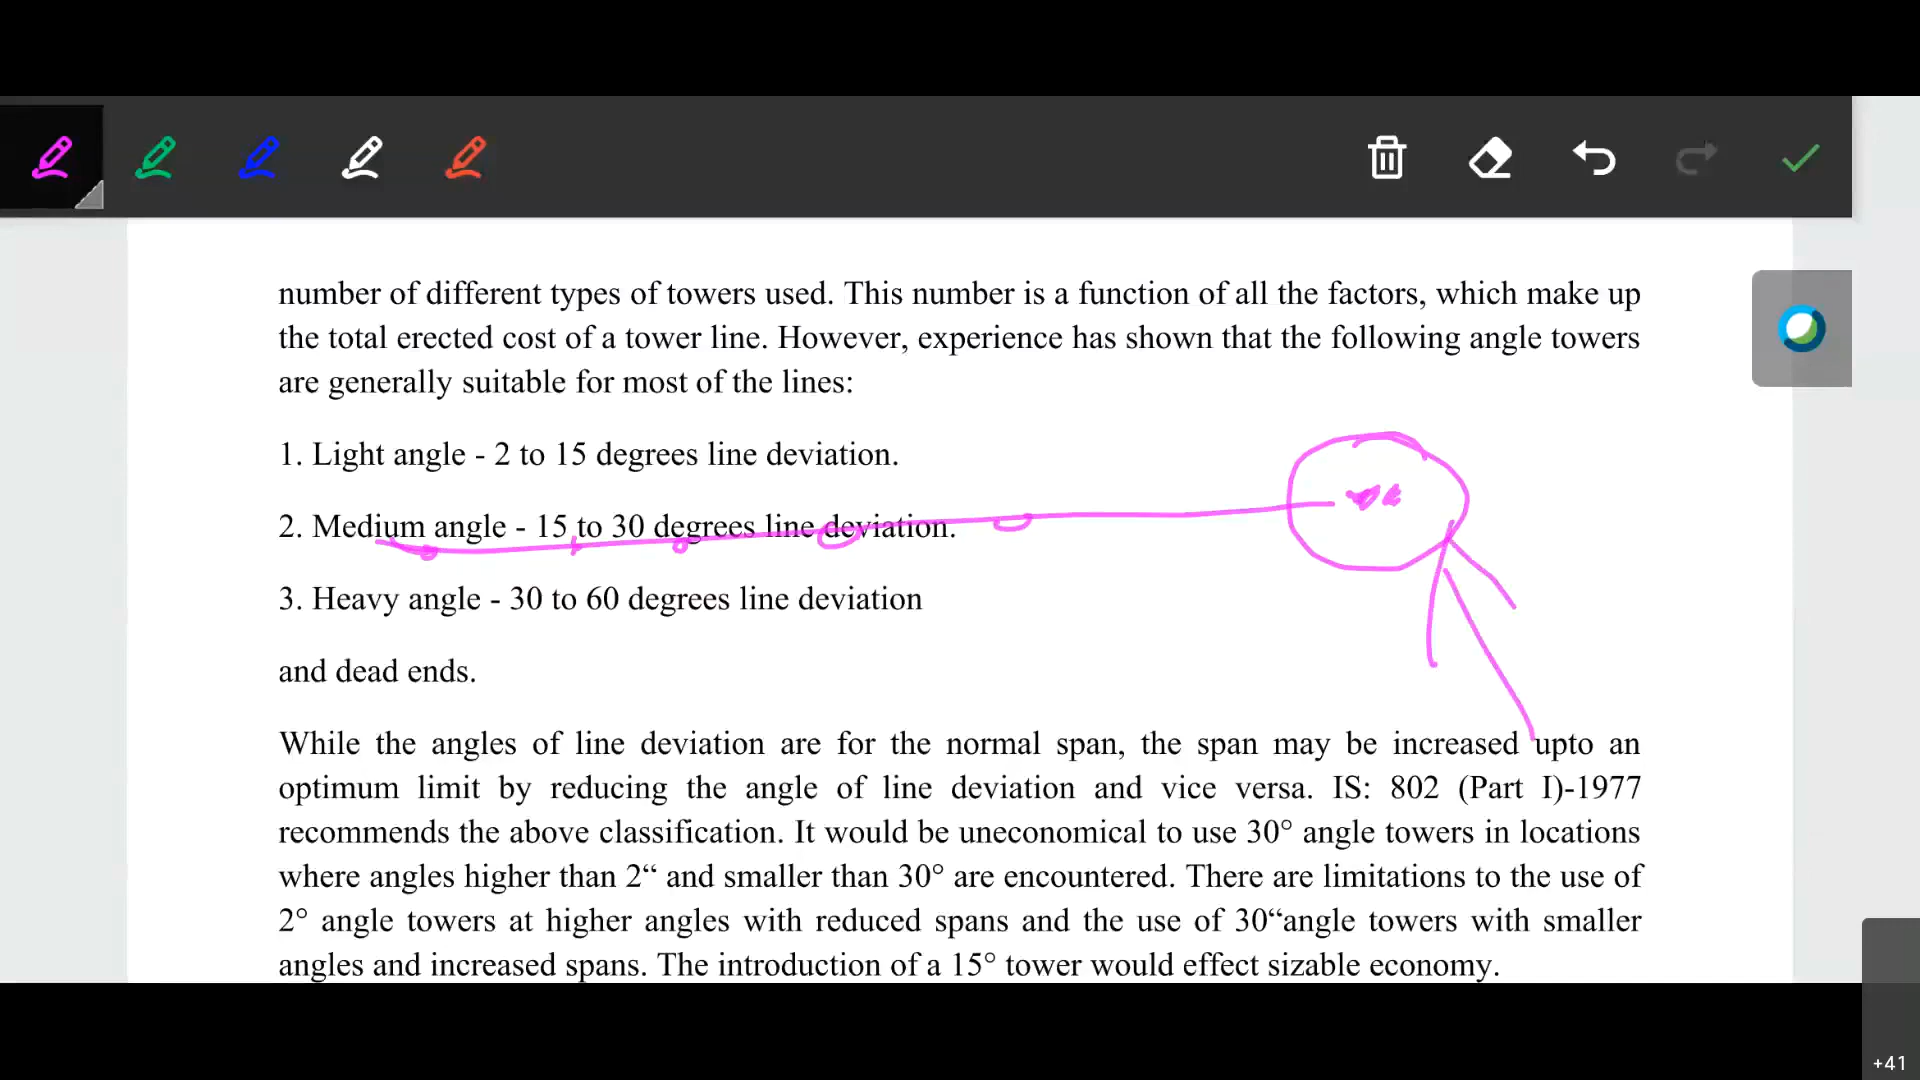 number of different types of towers used. This number is a function of all the factors, which make up
the total erected cost of a tower line. However, experience has shown that the following angle towers
are generally suitable for most of the lines:
1. Light angle - 2 to 15 degrees line deviation.
2. Medium angle - 15 to 30 degrees line deviation.
3. Heavy angle - 30 to 60 degrees line deviation
and dead ends.
While the angles of line deviation are for the normal span, the span may be increased upto an
optimum limit by reducing the angle of line deviation and vice versa. IS: 802 (Part I)-1977
recommends the above classification. It would be uneconomical to use 30° angle towers in locations
where angles higher than 2“ and smaller than 30° are encountered. There are limitations to the use of
2° angle towers at higher angles with reduced spans and the use of 30“angle towers with smaller
angles and increased spans. The introduction of a 15° tower would effect sizable economy.
+41